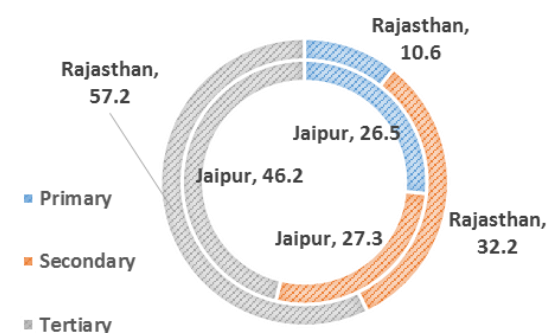 Rajasthan,
10.6
Rajasthan,
57.2
Jaipur, 26.5
Jaipur, 46.2
Primary
Rajasthan,
32.2
Jaipur, 27.3
Secondary
Tertiary